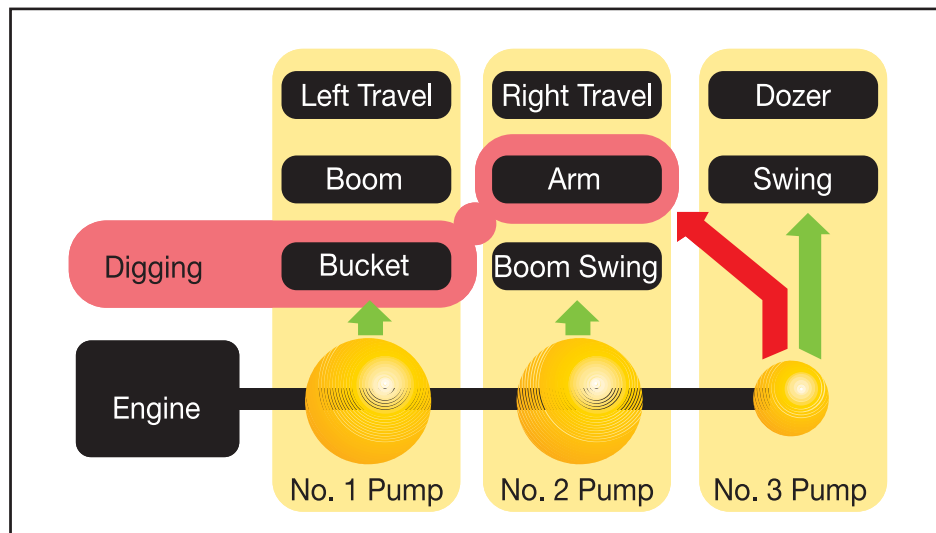 Left Travel
Right Travel
Dozer
Boom
Arm
Swing
Digging
Bucket
Boom Swing
Engine
No. 1 Pump
No. 2 Pump
No. 3 Pump